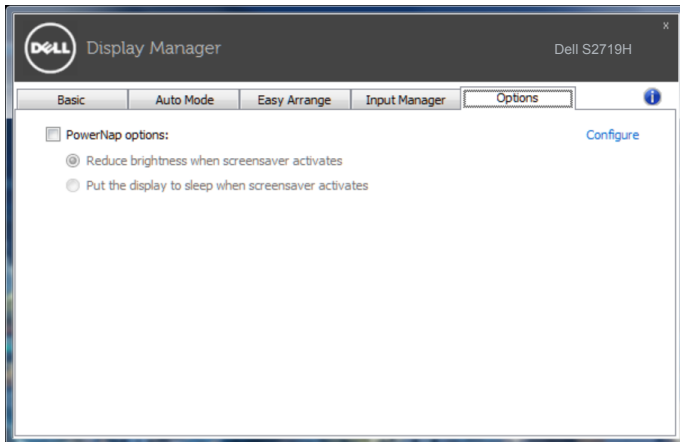 x
DELL Display Manager Dell S2719H
Basic Auto Mode Easy Arrange Input Manager Options i
PowerNap options: Configure
Reduce brightness when screensaver activates
Put the display to sleep when screensaver activates